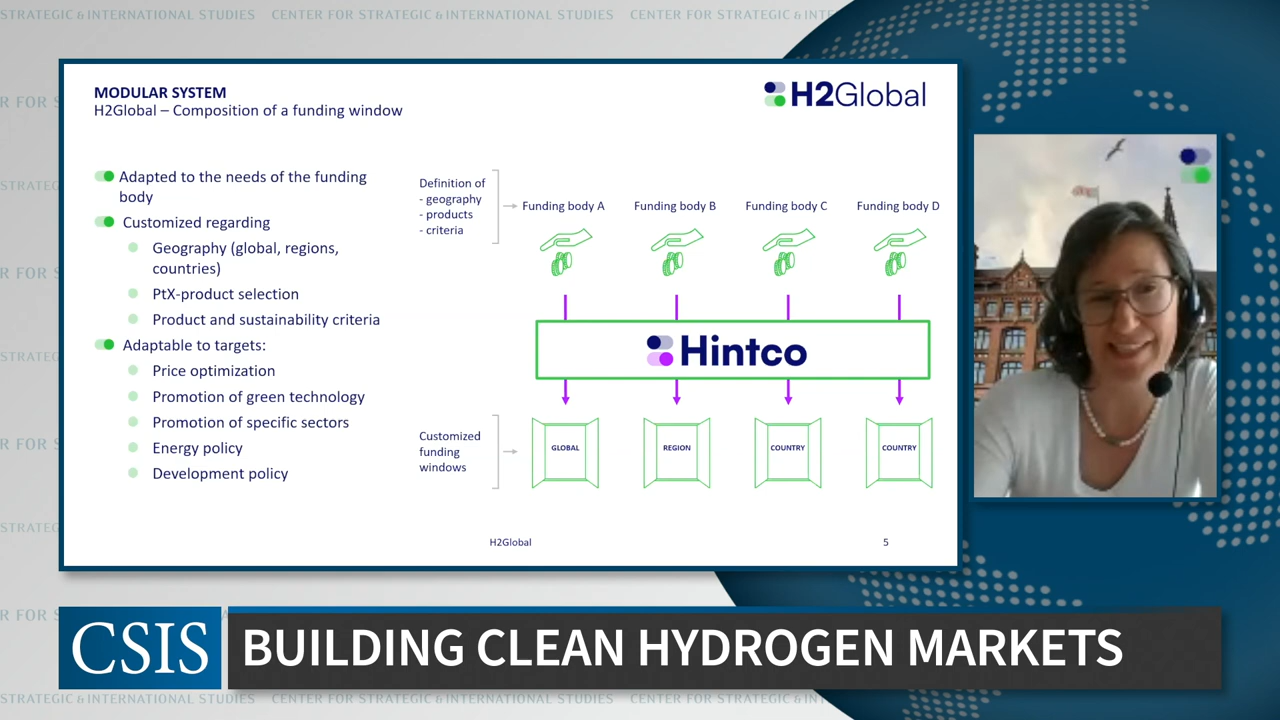 STRATEGIC & INTERNATIONAL STUDIES CENTER FOR STRATEGIC & INTERNATIONAL STUDIES CENTER FOR STRATEGIC & INTE
MODULAR SYSTEM
H2Global – Composition of a funding window
H2Global
Adapted to the needs of the funding
body
Customized regarding
Geography (global, regions,
countries)
PtX-product selection
Product and sustainability criteria
Adaptable to targets:
Price optimization
Promotion of green technology
Promotion of specific sectors
Energy policy
Development policy
Definition of
- geography
- products
- criteria
Funding body A
Funding body B
Funding body C
Funding body D
Hintco
Customized
funding
windows
GLOBAL
REGION
COUNTRY
COUNTRY
H2Global
5
CSIS
BUILDING CLEAN HYDROGEN MARKETS
STRATEGIC & INTERNATIONAL STUDIES CENTER FOR STRATEGIC & INTERNATIONAL STUDIES CENTER FOR STRATEGIC & IN